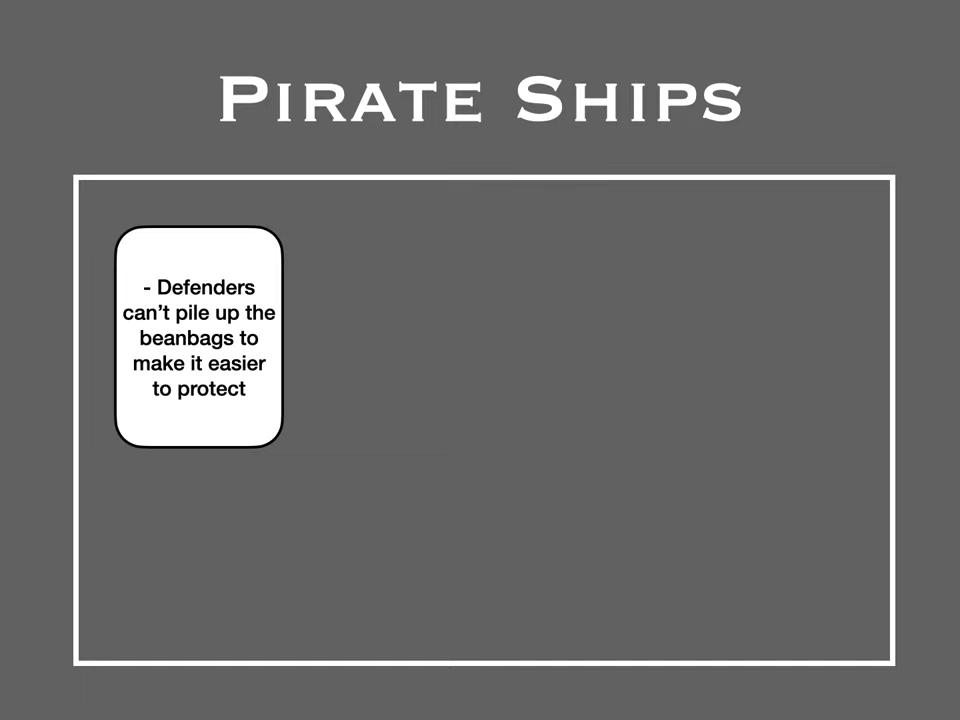 PIRATE SHIPS
- Defenders
can’t pile up the
beanbags to
make it easier
to protect